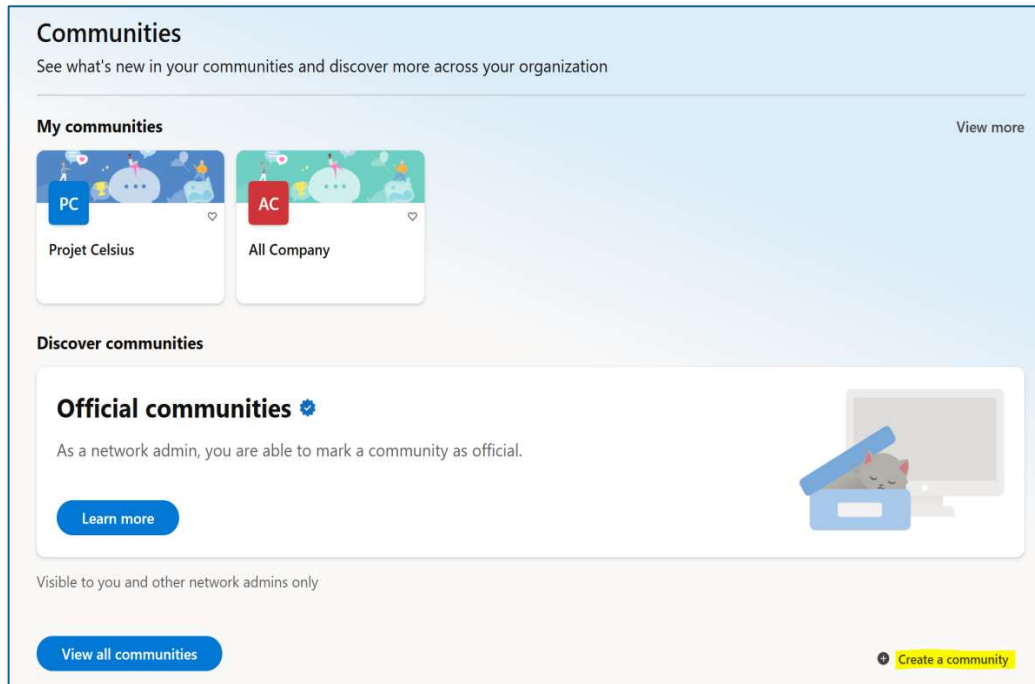 Communities
See what's new in your communities and discover more across your organization
My communities
View more
PC
Projet Celsius
AC
All Company
Discover communities
Official communities
As a network admin, you are able to mark a community as official.
Learn more
Visible to you and other network admins only
View all communities
Create a community